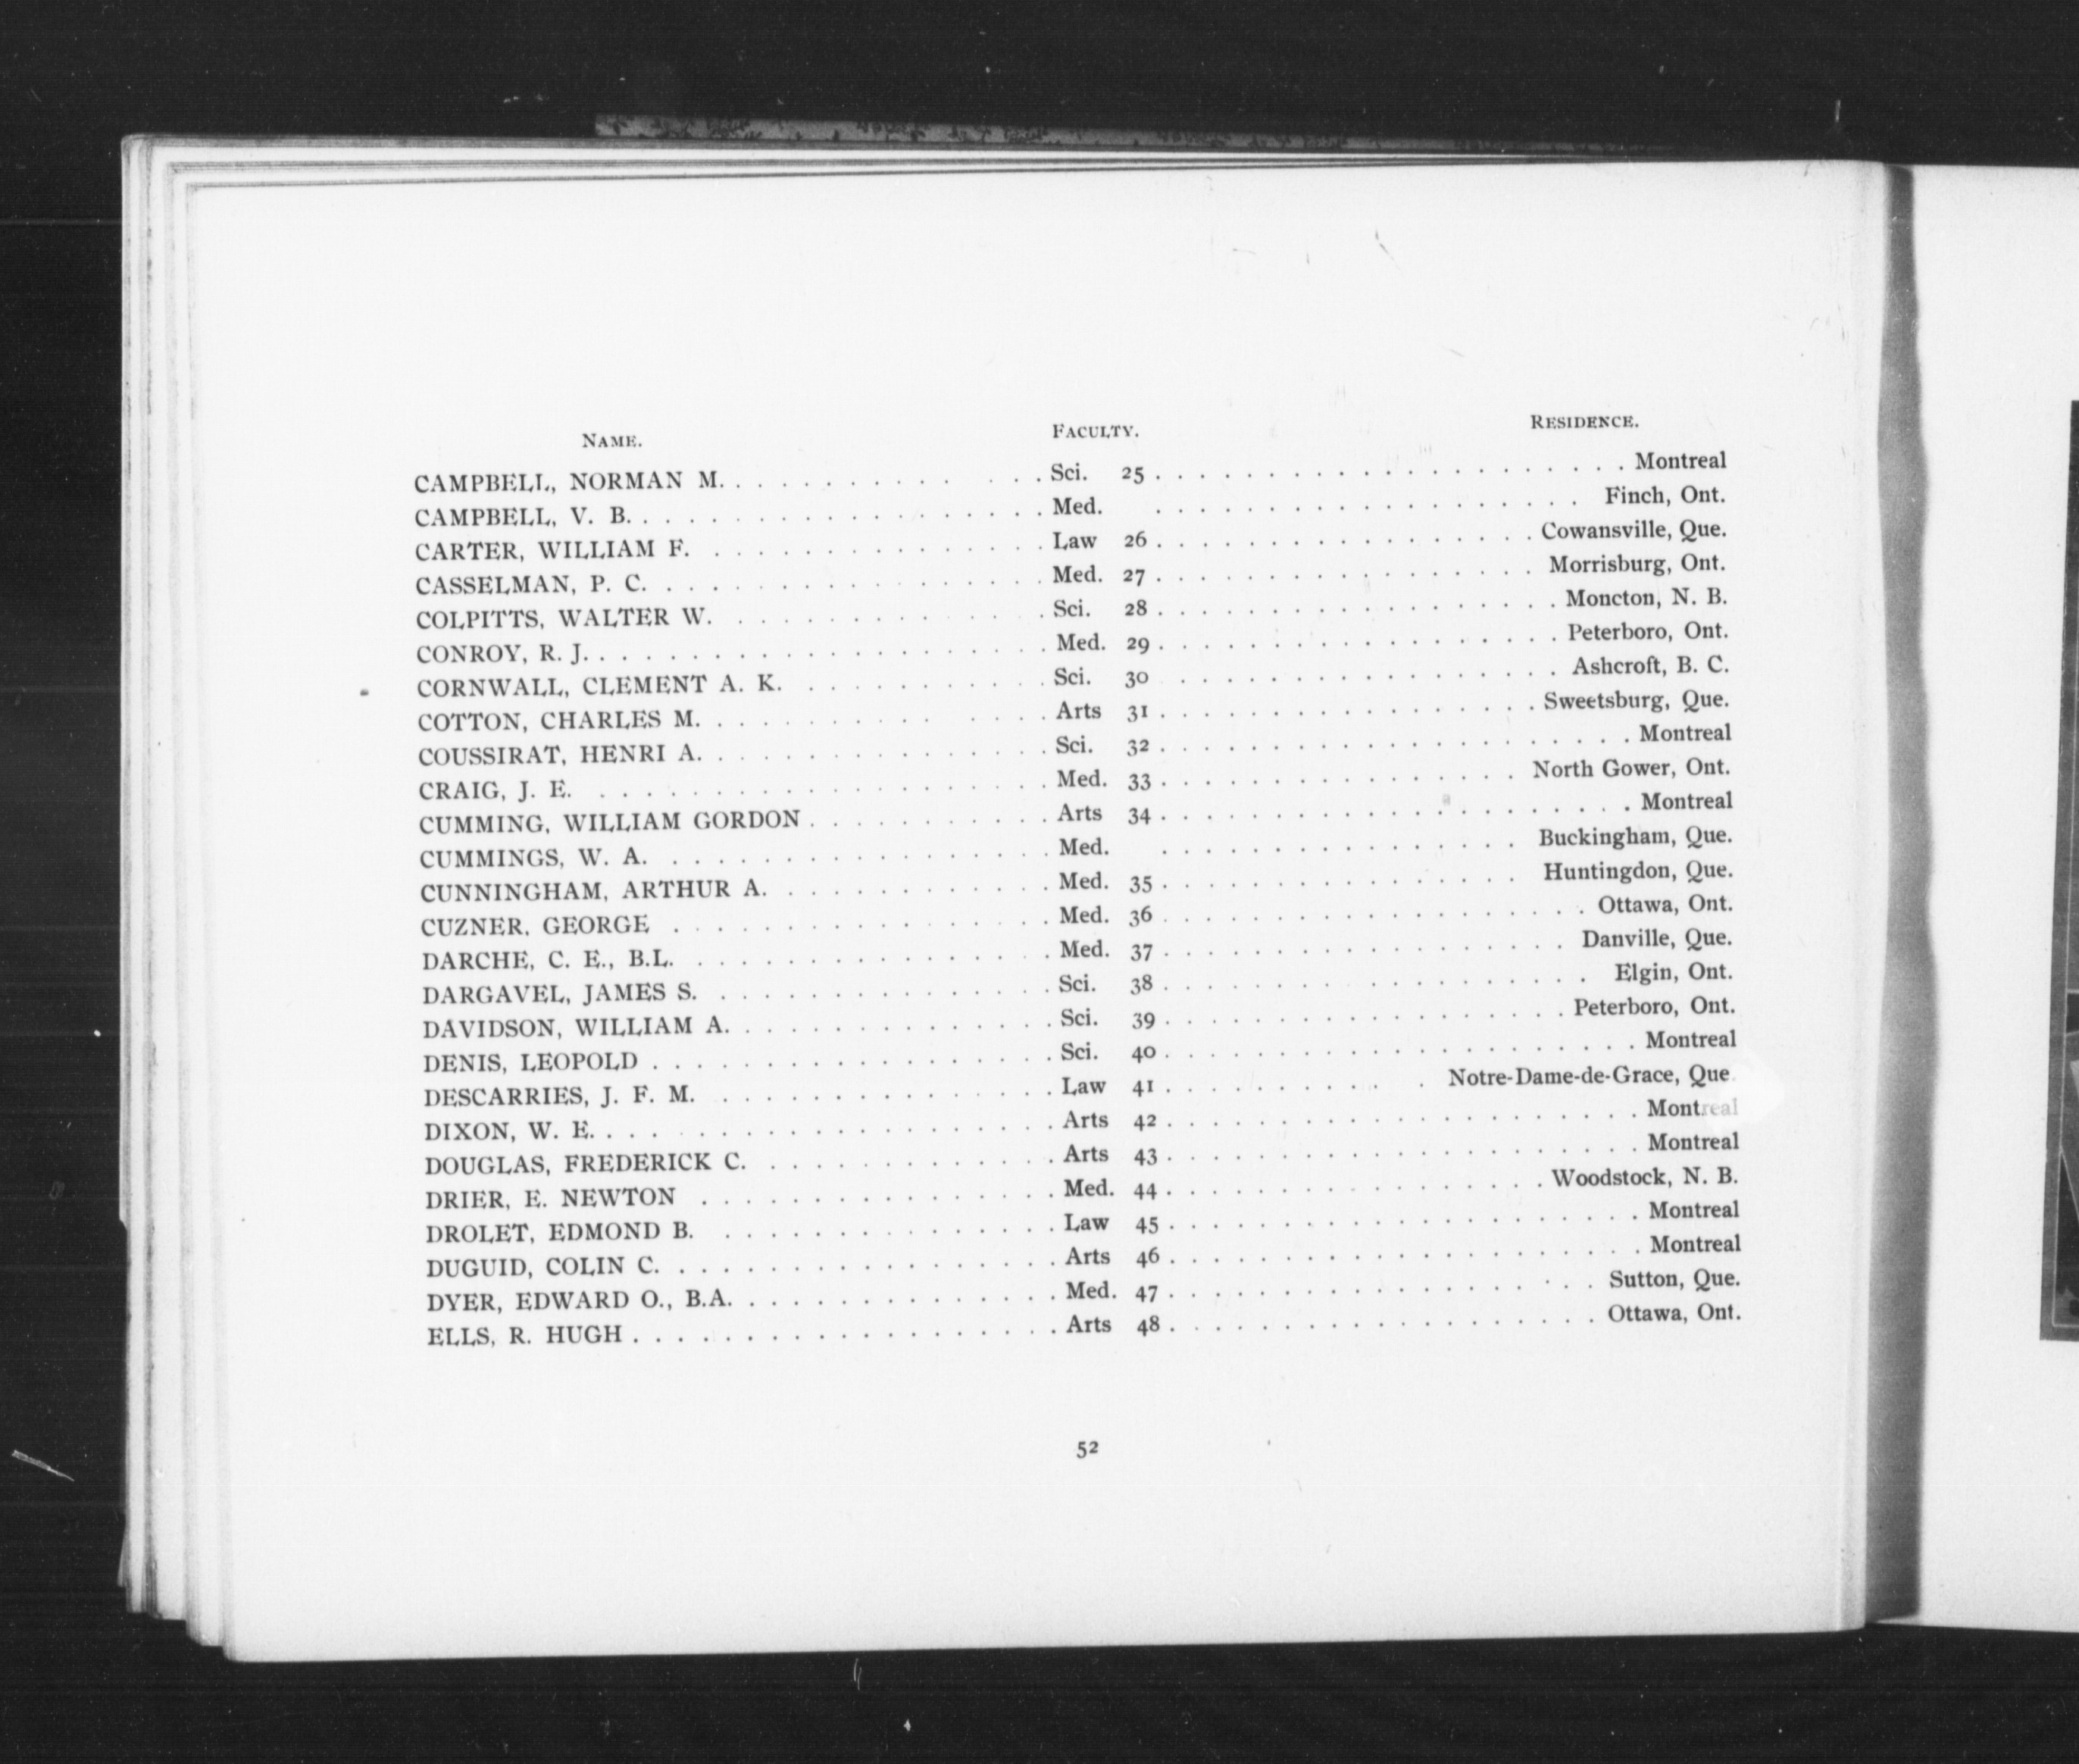 NAME. FACULTY. RESIDENCE.
CAMPBELL, NORMAN M. . . . . . . . . . . . . . Sci. 25 . . . . . . . . . . . . . . . . . . . . . Montreal
CAMPBELL, V. B. . . . . . . . . . . . . . . . . . . Med. . . . . . . . . . . . . . . . . . . . Finch, Ont.
CARTER, WILLIAM F. . . . . . . . . . . . . . . . Law 26 . . . . . . . . . . . . . . . . . Cowansville, Que.
CASSELMAN, P. C. . . . . . . . . . . . . . . . . . Med. 27 . . . . . . . . . . . . . . . . . Morrisburg, Ont.
COLPITTS, WALTER W. . . . . . . . . . . . . . . Sci. 28 . . . . . . . . . . . . . . . . . . Moncton, N. B.
CONROY, R. J. . . . . . . . . . . . . . . . . . . . . Med. 29 . . . . . . . . . . . . . . . . . . Peterboro, Ont.
CORNWALL, CLEMENT A. K. . . . . . . . . . . . Sci. 30 . . . . . . . . . . . . . . . . . . Ashcroft, B. C.
COTTON, CHARLES M. . . . . . . . . . . . . . . Arts 31 . . . . . . . . . . . . . . . . . Sweetsburg, Que.
COUSSIRAT, HENRI A. . . . . . . . . . . . . . . . Sci. 32 . . . . . . . . . . . . . . . . . . . . . Montreal
CRAIG, J. E. . . . . . . . . . . . . . . . . . . . . Med. 33 . . . . . . . . . . . . . . . . North Gower, Ont.
CUMMING, WILLIAM GORDON . . . . . . . . . . . Arts 34 . . . . . . . . . . . . . . . . . . . . . Montreal
CUMMINGS, W. A. . . . . . . . . . . . . . . . . . Med. . . . . . . . . . . . . . . . . Buckingham, Que.
CUNNINGHAM, ARTHUR A. . . . . . . . . . . . . Med. 35 . . . . . . . . . . . . . . . . Huntingdon, Que.
CUZNER, GEORGE . . . . . . . . . . . . . . . . . Med. 36 . . . . . . . . . . . . . . . . . . . Ottawa, Ont.
DARCHE, C. E., B.L. . . . . . . . . . . . . . . . . Med. 37 . . . . . . . . . . . . . . . . . . Danville, Que.
DARGAVEL, JAMES S. . . . . . . . . . . . . . . . Sci. 38 . . . . . . . . . . . . . . . . . . . Elgin, Ont.
DAVIDSON, WILLIAM A. . . . . . . . . . . . . . . Sci. 39 . . . . . . . . . . . . . . . . . . Peterboro, Ont.
DENIS, LEOPOLD . . . . . . . . . . . . . . . . . . Sci. 40 . . . . . . . . . . . . . . . . . . . . . Montreal
DESCARRIES, J. F. M. . . . . . . . . . . . . . . . Law 41 . . . . . . . . . . . . Notre-Dame-de-Grace, Que.
DIXON, W. E. . . . . . . . . . . . . . . . . . . . . Arts 42 . . . . . . . . . . . . . . . . . . . . . Montreal
DOUGLAS, FREDERICK C. . . . . . . . . . . . . . Arts 43 . . . . . . . . . . . . . . . . . . . . . Montreal
DRIER, E. NEWTON . . . . . . . . . . . . . . . . Med. 44 . . . . . . . . . . . . . . . . . Woodstock, N. B.
DROLET, EDMOND B. . . . . . . . . . . . . . . . Law 45 . . . . . . . . . . . . . . . . . . . . . Montreal
DUGUID, COLIN C. . . . . . . . . . . . . . . . . . Arts 46 . . . . . . . . . . . . . . . . . . . . . Montreal
DYER, EDWARD O., B.A. . . . . . . . . . . . . . . Med. 47 . . . . . . . . . . . . . . . . . . . Sutton, Que.
ELLS, R. HUGH . . . . . . . . . . . . . . . . . . Arts 48 . . . . . . . . . . . . . . . . . . . Ottawa, Ont.
52